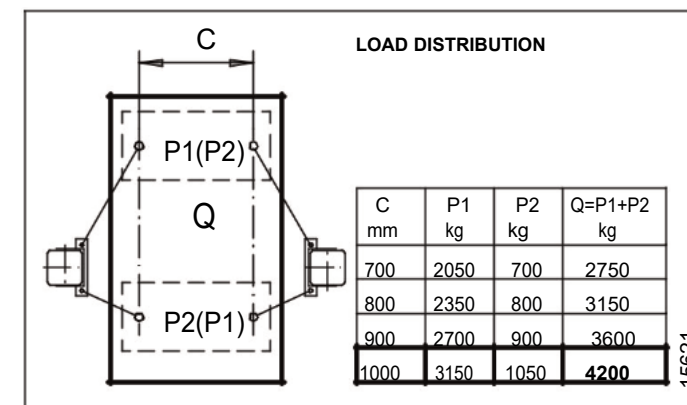 C
LOAD DISTRIBUTION
P1(P2)
Q
P2(P1)
C mm P1 kg P2 kg Q=P1+P2 kg
700 2050 700 2750
800 2350 800 3150
900 2700 900 3600
1000 3150 1050 4200
15621